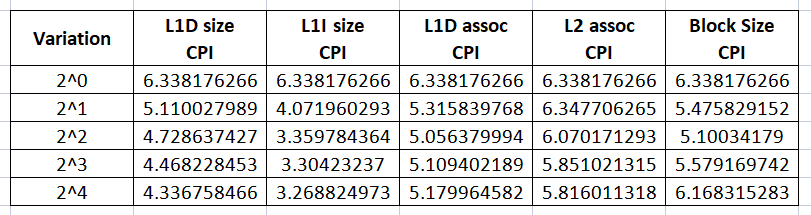 Variation L1D size CPI L1I size CPI L1D assoc CPI L2 assoc CPI Block Size CPI
2^0 6.338176266 6.338176266 6.338176266 6.338176266 6.338176266
2^1 5.110027989 4.071960293 5.315839768 6.347706265 5.475829152
2^2 4.728637427 3.359784364 5.056379994 6.070171293 5.10034179
2^3 4.468228453 3.30423237 5.109402189 5.851021315 5.579169742
2^4 4.336758466 3.268824973 5.179964582 5.816011318 6.168315283